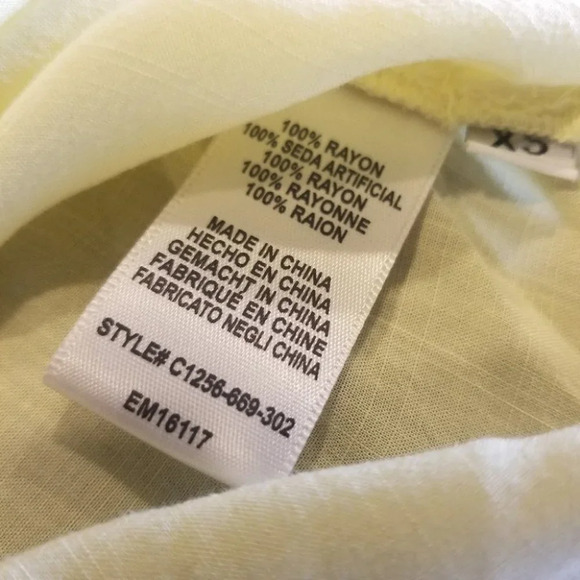 100% RAYON
100% SEDA ARTIFICIAL
100% RAYON
100% RAYONNE
100% RAION
MADE IN CHINA
HECHO EN CHINA
GEMACHT IN CHINA
FABRIQUÉ EN CHINE
FABRICATO NEGLI CHINA
STYLE# C1256-669-302
EM16117
XS